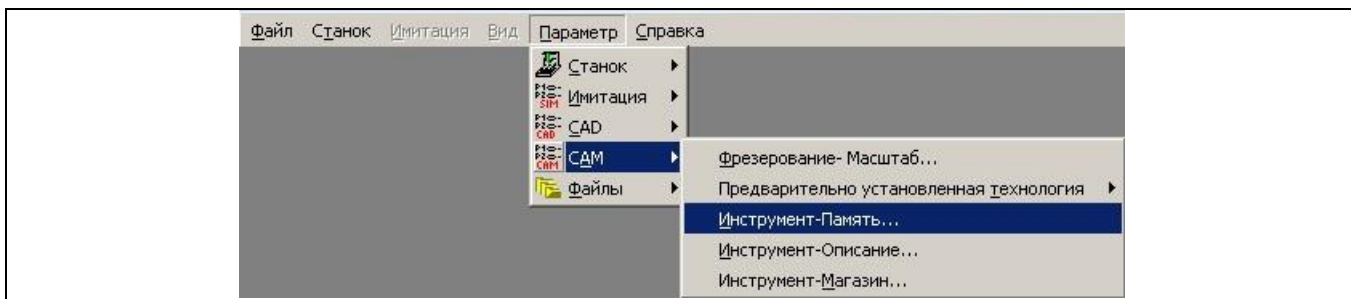 Файл Станок Имитация Вид Параметр Справка
Станок
Имитация
CAD
CAM
Файлы
Фрезерование- Масштаб...
Предварительно установленная технология
Инструмент-Память...
Инструмент-Описание...
Инструмент-Магазин...